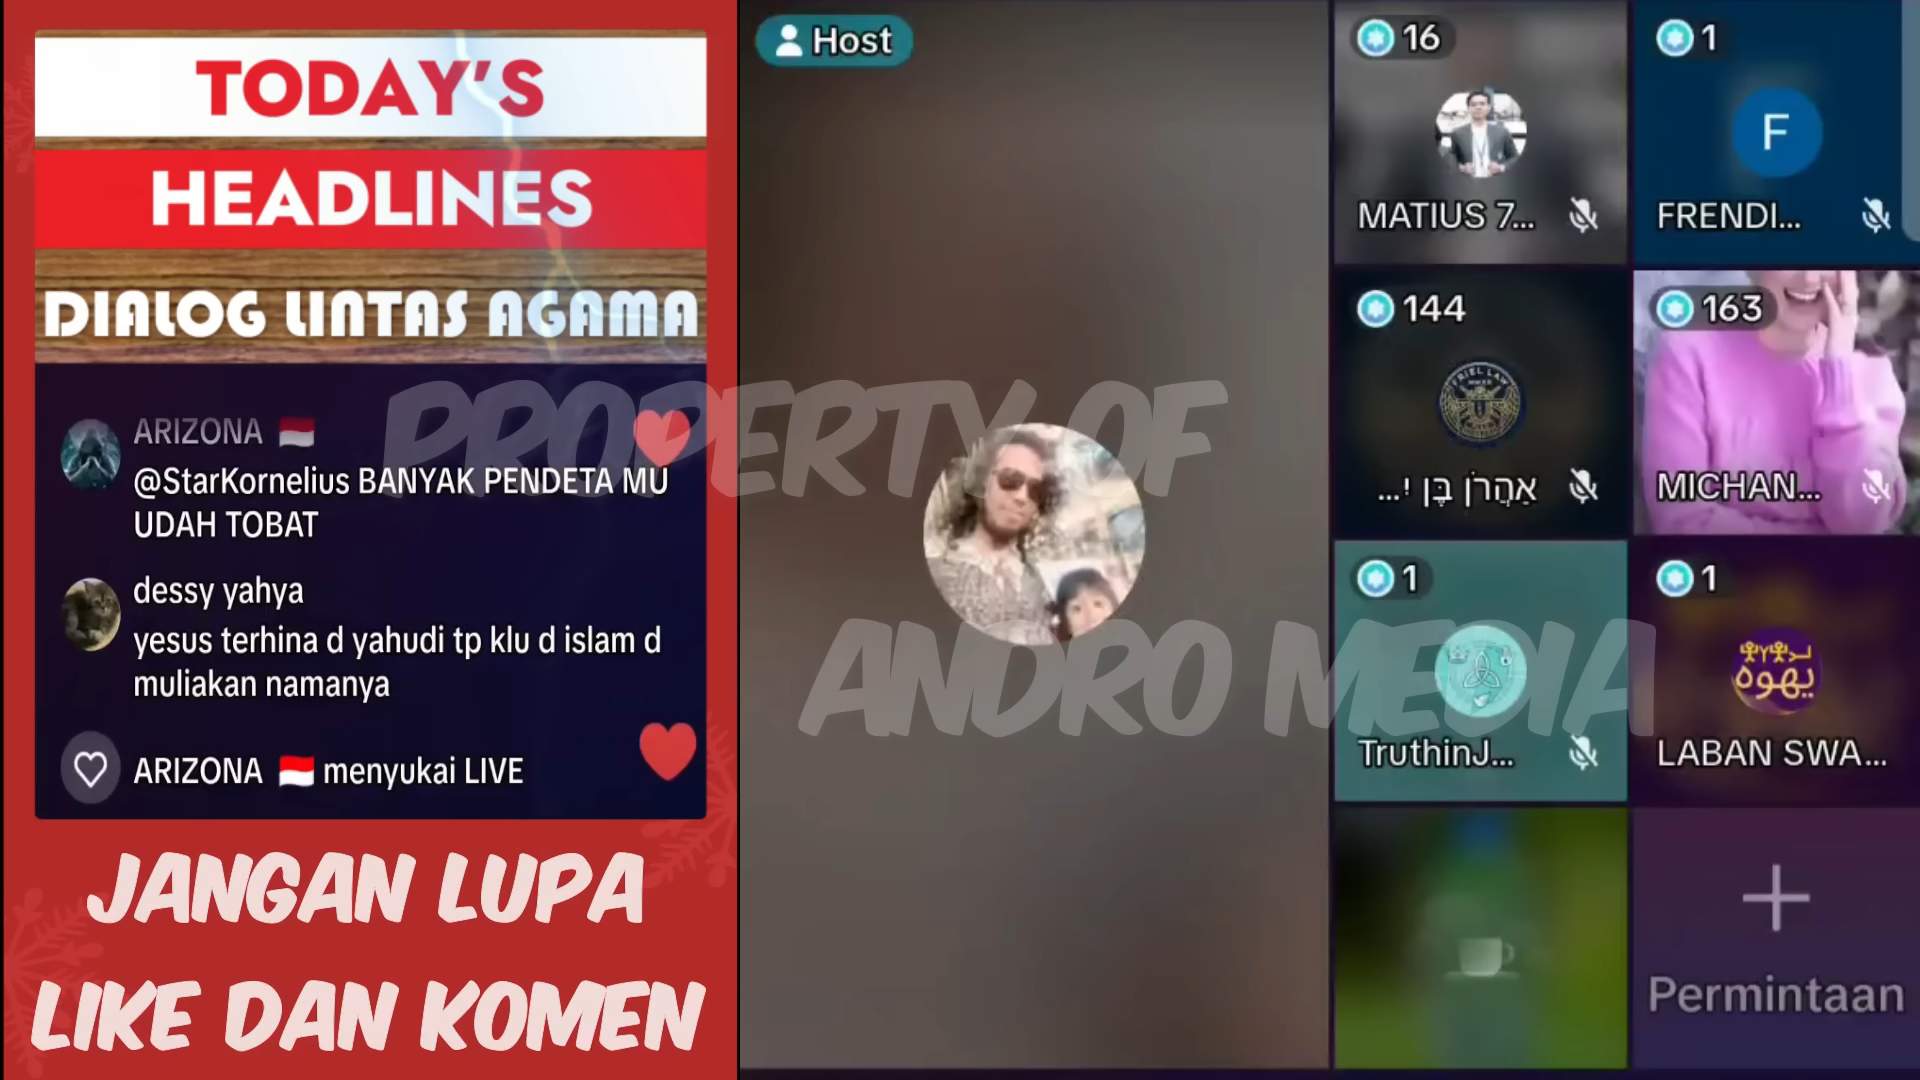 TODAY'S
HEADLINES
DIALOG LINTAS AGAMA
ARIZONA 🇮🇩
@StarKornelius BANYAK PENDETA MU
UDAH TOBAT
dessy yahya
yesus terhina d yahudi tp klu d islam d
muliakan namanya
ARIZONA 🇮🇩 menyukai LIVE
JANGAN LUPA
LIKE DAN KOMEN
PROPERTY OF
ANDRO MEDIA
Host
16
MATIUS 7...
1
F
FRENDI...
144
FRIEL LAW
אַהֲרֹן בֶּן י...
163
MICHAN...
1
TruthinJ...
1
يهوه
LABAN SWA...
Permintaan